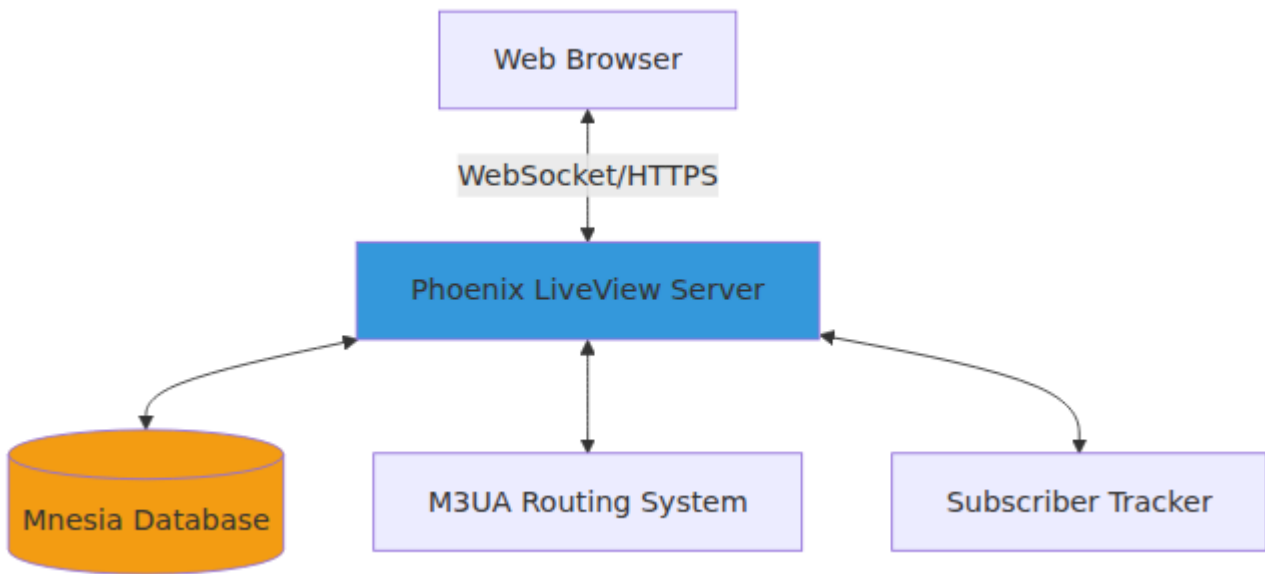 Web Browser
WebSocket/HTTPS
Phoenix LiveView Server
Mnesia Database
M3UA Routing System
Subscriber Tracker